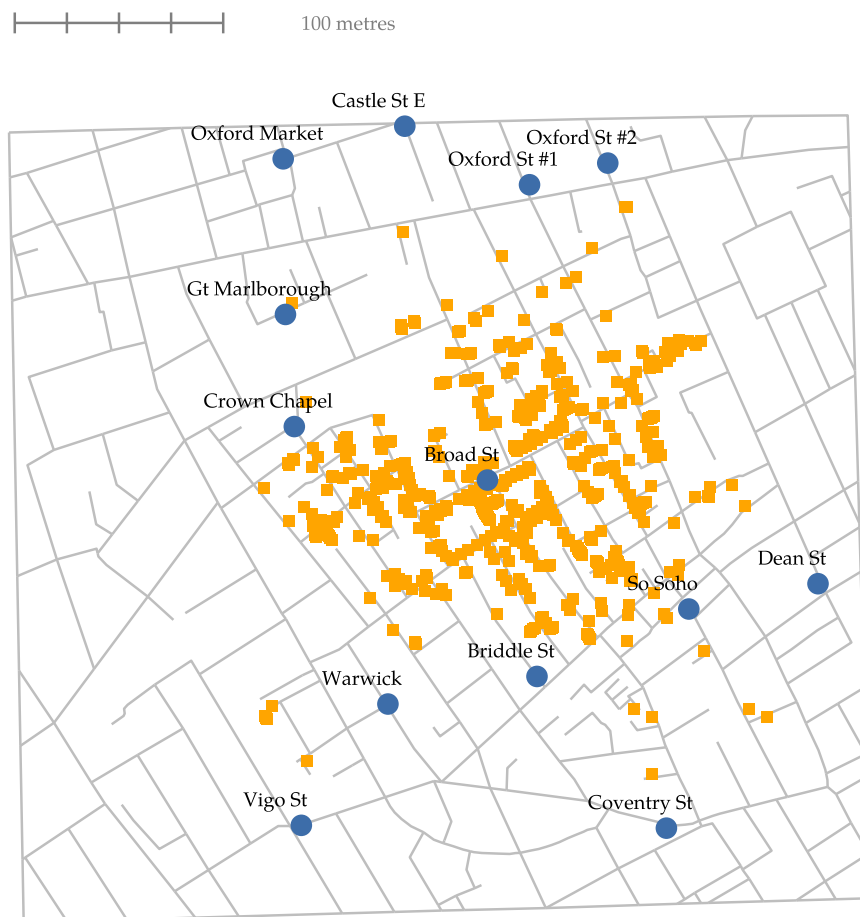 100 metres
Castle St E
Oxford Market
Oxford St #2
Oxford St #1
Gt Marlborough
Crown Chapel
Broad St
Dean St
So Soho
Briddle St
Warwick
Vigo St
Coventry St